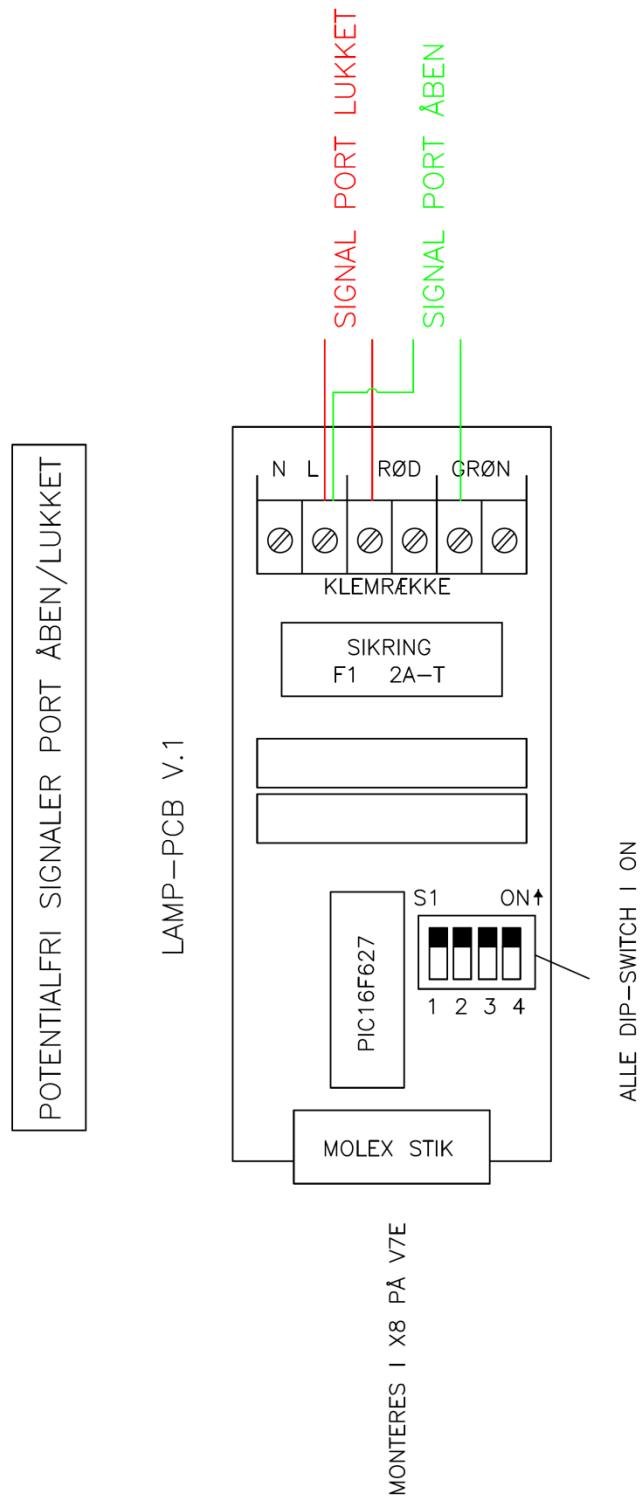 POTENTIALFRI SIGNALER PORT ÅBEN/LUKKET
LAMP-PCB V.1
SIGNAL PORT LUKKET
SIGNAL PORT ÅBEN
N L RØD GRØN
KLEMRÆKKE
SIKRING
F1 2A-T
PIC16F627
S1 ON
1 2 3 4
MOLEX STIK
ALLE DIP-SWITCH I ON
MONTERES I X8 PÅ V7E